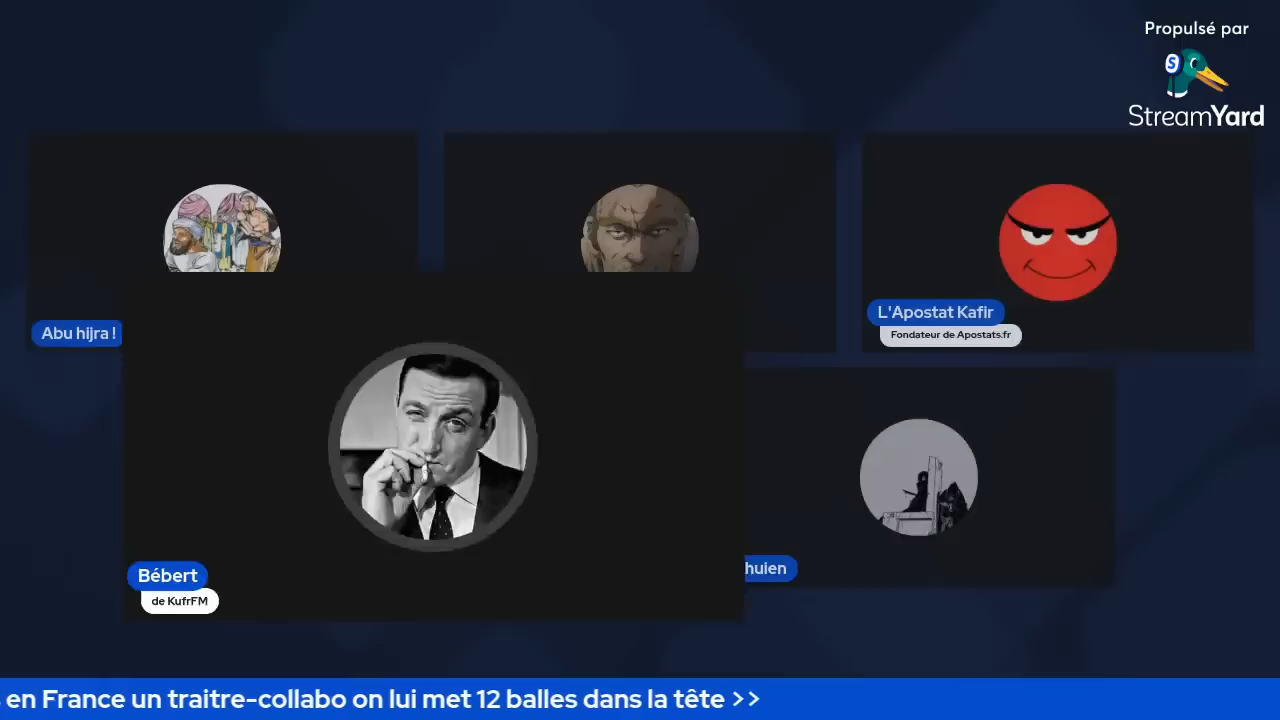 Propulsé par
StreamYard
Abu hijra !
L'Apostat Kafir
Fondateur de Apostats.fr
Bébert
de KufrFM
huien
en France un traitre-collabo on lui met 12 balles dans la tête >>